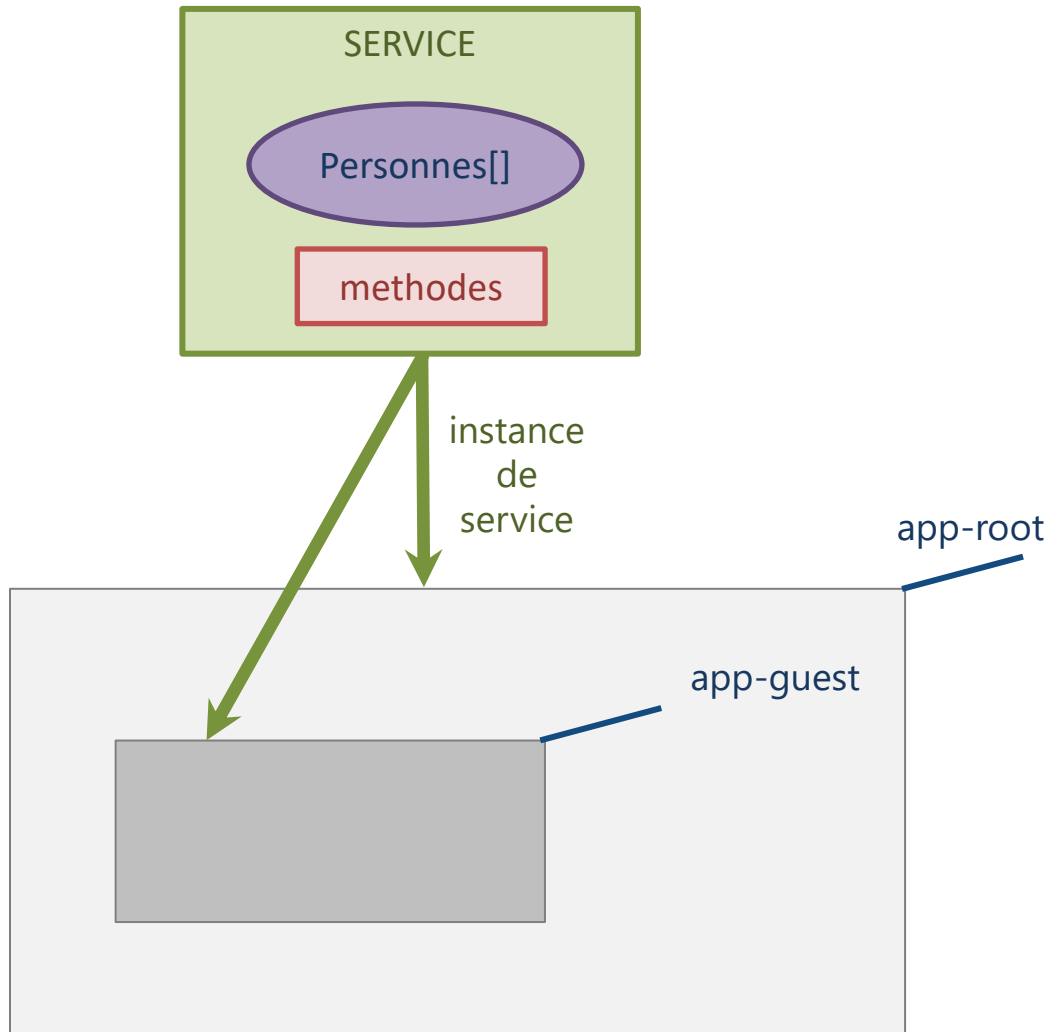 SERVICE
Personnes[]
methodes
instance
de
service
app-root
app-guest